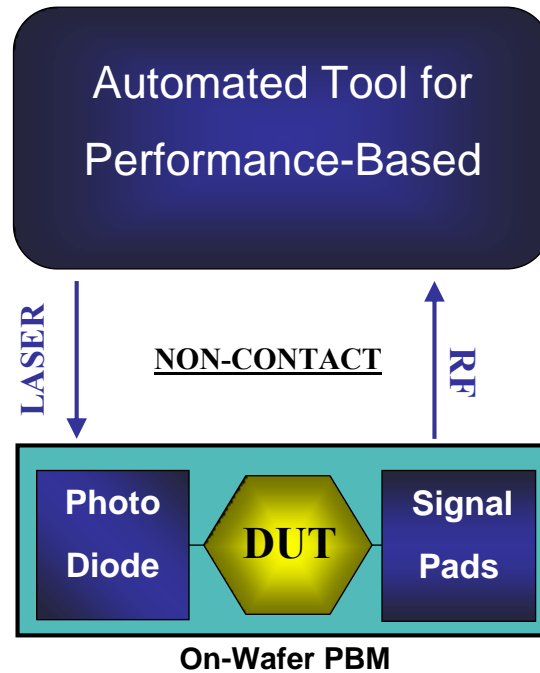 Automated Tool for
Performance-Based
LASER
NON-CONTACT
RF
Photo
Diode
DUT
Signal
Pads
On-Wafer PBM